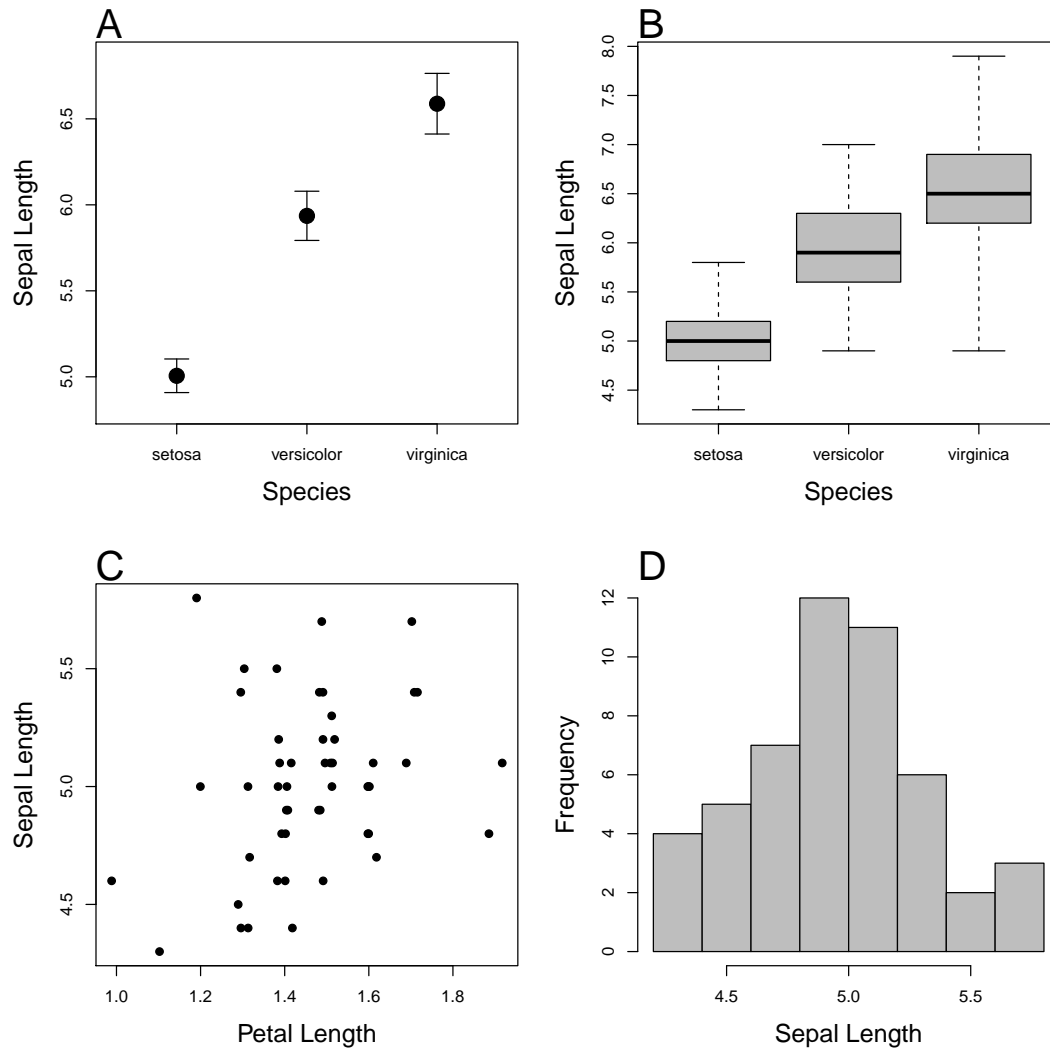 A
Sepal Length
6.5
6.0
5.5
5.0
setosa versicolor virginica
Species
B
Sepal Length
8.0
7.5
7.0
6.5
6.0
5.5
5.0
4.5
setosa versicolor virginica
Species
C
Sepal Length
5.5
5.0
4.5
1.0 1.2 1.4 1.6 1.8
Petal Length
D
Frequency
12
10
8
6
4
2
0
4.5 5.0 5.5
Sepal Length